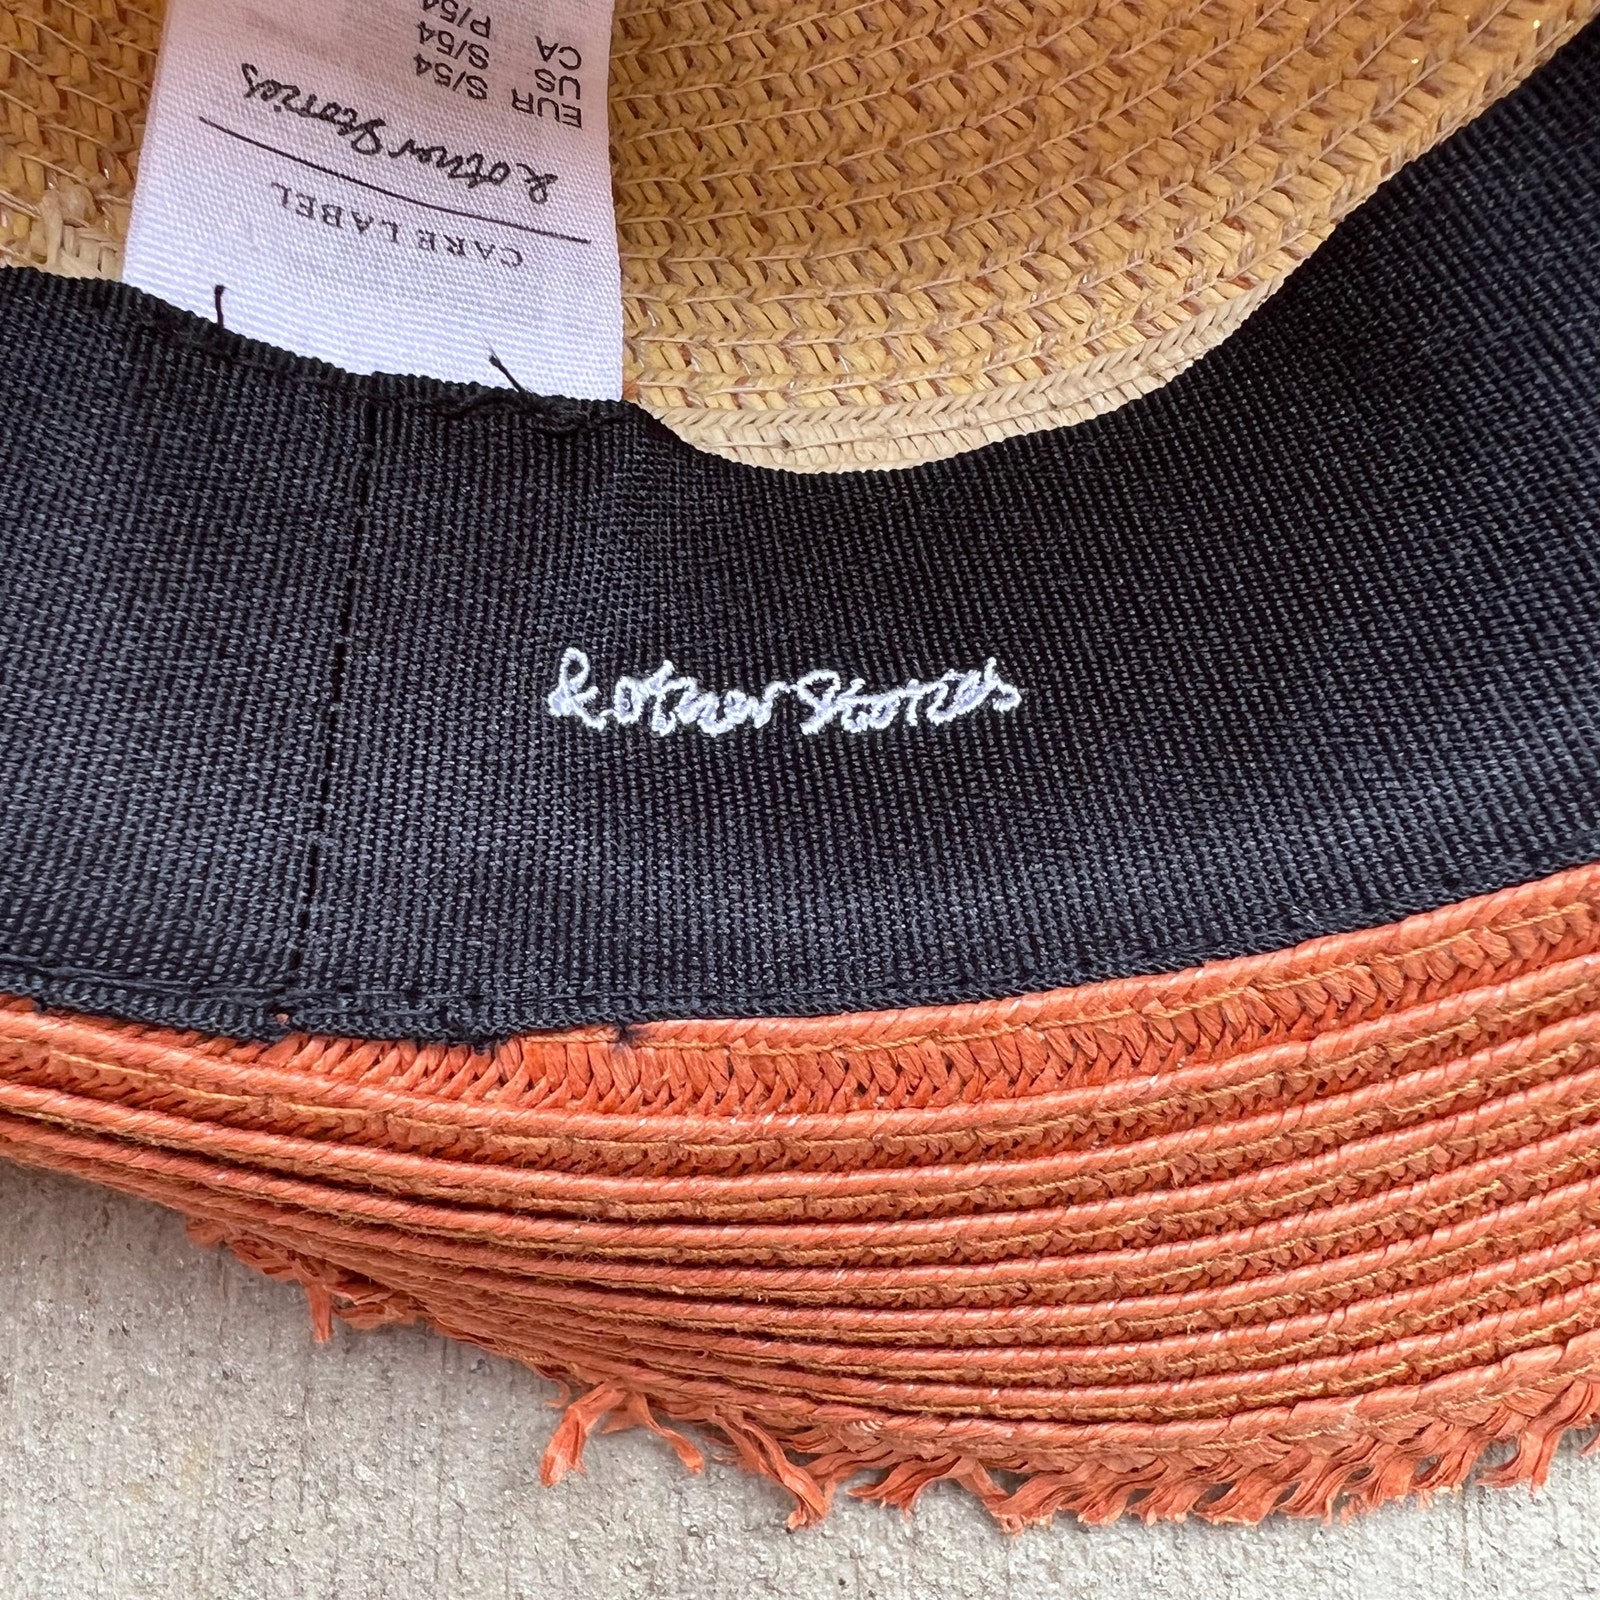 CARE LABEL
& other Stories
EUR S/54
US S/54
CA P/54
& other Stories